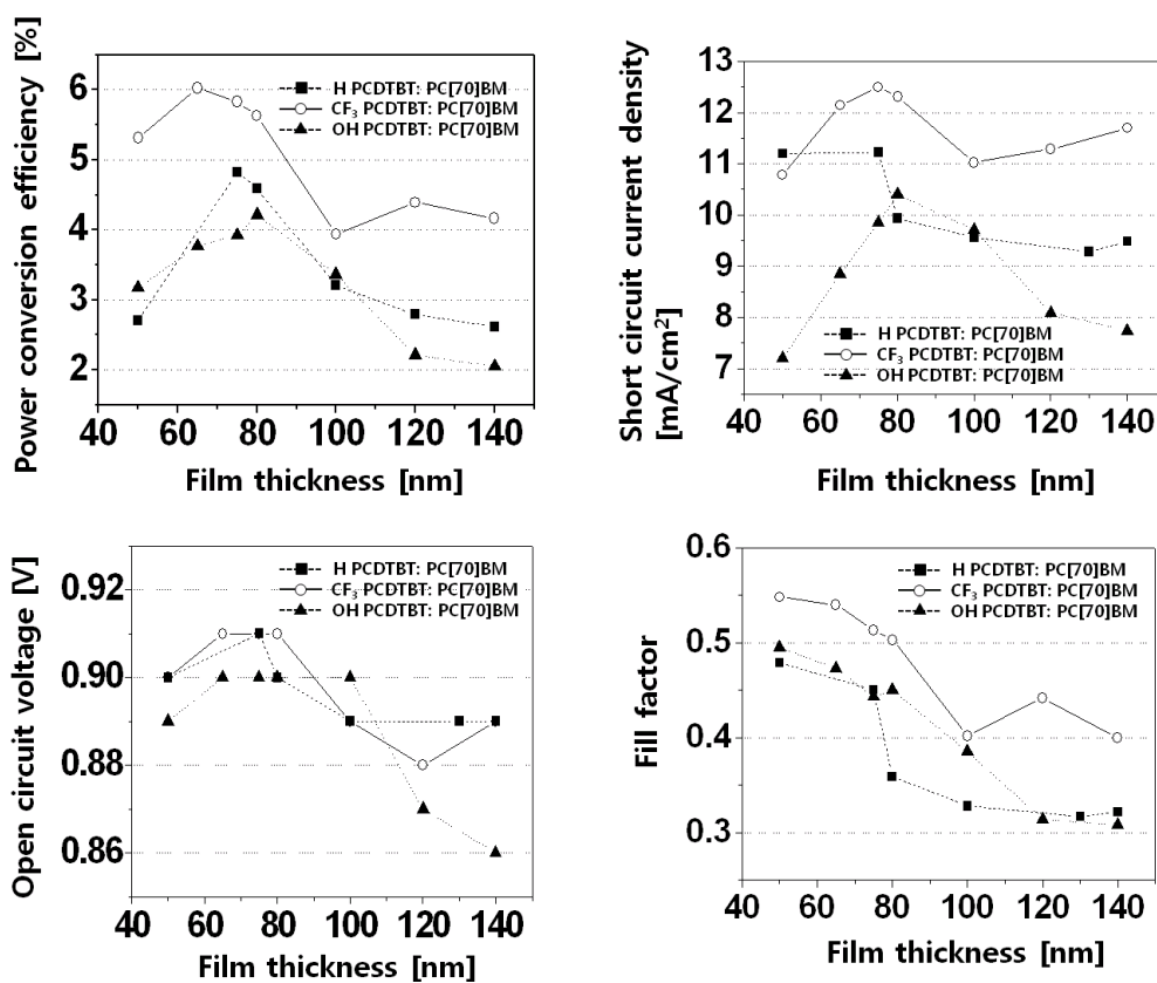 Power conversion efficiency [%]
6
5
4
3
2
40 60 80 100 120 140
Film thickness [nm]
H PCDTBT: PC[70]BM
CF₃ PCDTBT: PC[70]BM
OH PCDTBT: PC[70]BM
Short circuit current density
[mA/cm²]
13
12
11
10
9
8
7
40 60 80 100 120 140
Film thickness [nm]
H PCDTBT: PC[70]BM
CF₃ PCDTBT: PC[70]BM
OH PCDTBT: PC[70]BM
Open circuit voltage [V]
0.92
0.90
0.88
0.86
40 60 80 100 120 140
Film thickness [nm]
H PCDTBT: PC[70]BM
CF₃ PCDTBT: PC[70]BM
OH PCDTBT: PC[70]BM
Fill factor
0.6
0.5
0.4
0.3
40 60 80 100 120 140
Film thickness [nm]
H PCDTBT: PC[70]BM
CF₃ PCDTBT: PC[70]BM
OH PCDTBT: PC[70]BM